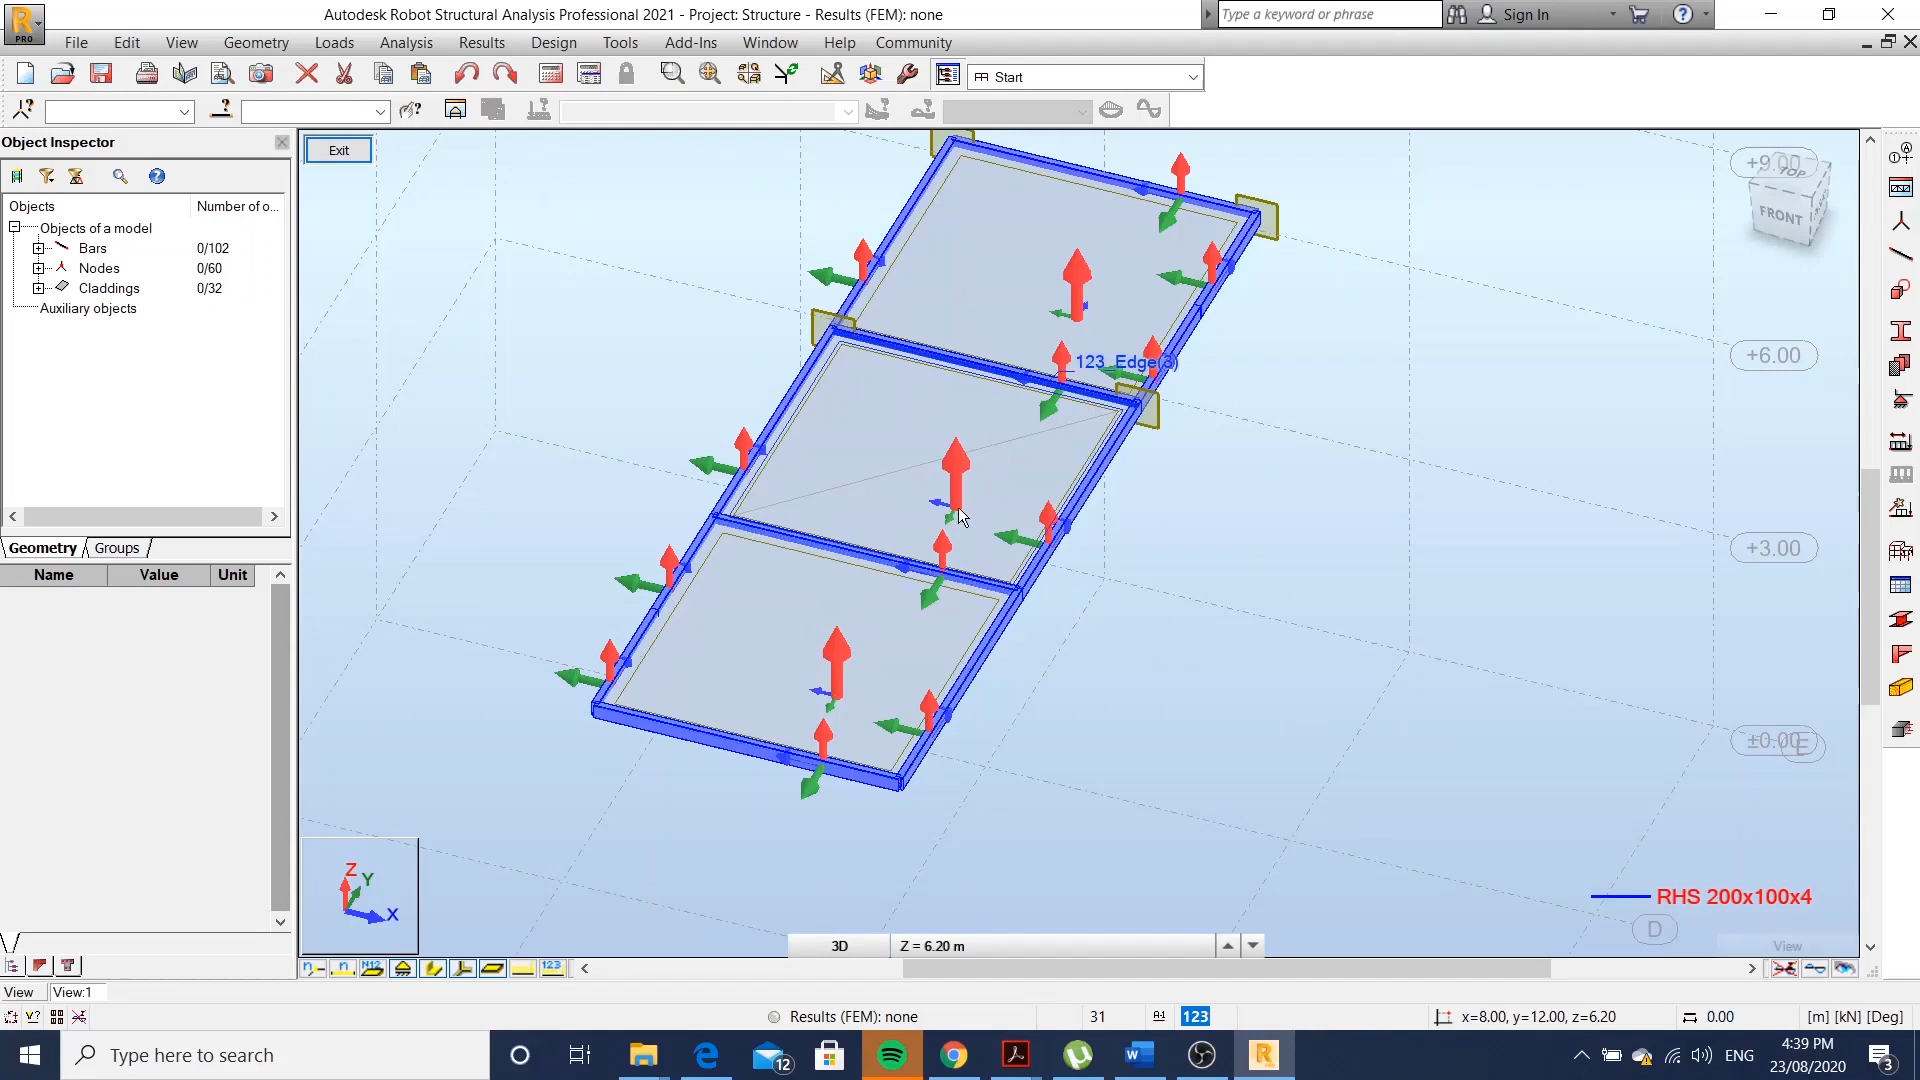 Autodesk Robot Structural Analysis Professional 2021 - Project: Structure - Results (FEM): none
Type a keyword or phrase
Sign In
PRO
File Edit View Geometry Loads Analysis Results Design Tools Add-Ins Window Help Community
Start
Object Inspector
Exit
Objects Number of o...
Objects of a model
Bars 0/102
Nodes 0/60
Claddings 0/32
Auxiliary objects
Geometry Groups
Name Value Unit
123_Edge(3)
TOP
FRONT
+9.00
+6.00
+3.00
±0.00
E
D
Z
Y
X
RHS 200x100x4
View
3D Z = 6.20 m
View View:1
Results (FEM): none 31 123 x=8.00, y=12.00, z=6.20 0.00 [m] [kN] [Deg]
Type here to search
12
ENG
4:39 PM
23/08/2020
3